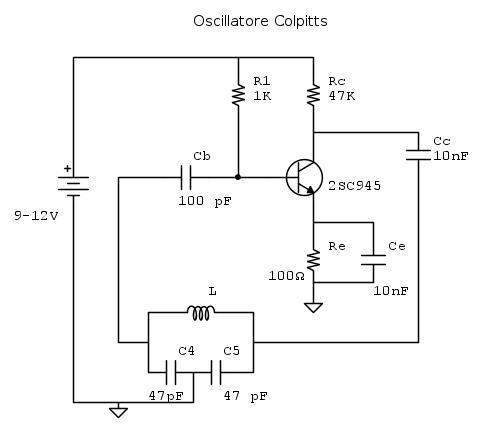 Oscillatore Colpitts
R1
1K
Rc
47K
Cc
10nF
Cb
100 pF
2SC945
+
9-12V
Re
100Ω
Ce
10nF
L
C4
C5
47pF
47 pF